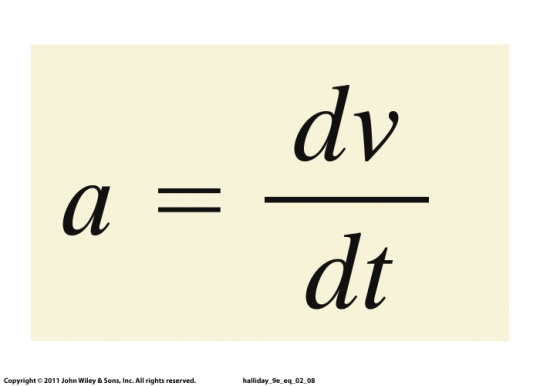 a = dv/dt
Copyright © 2011 John Wiley & Sons, Inc. All rights reserved. halliday_9e_eq_02_08